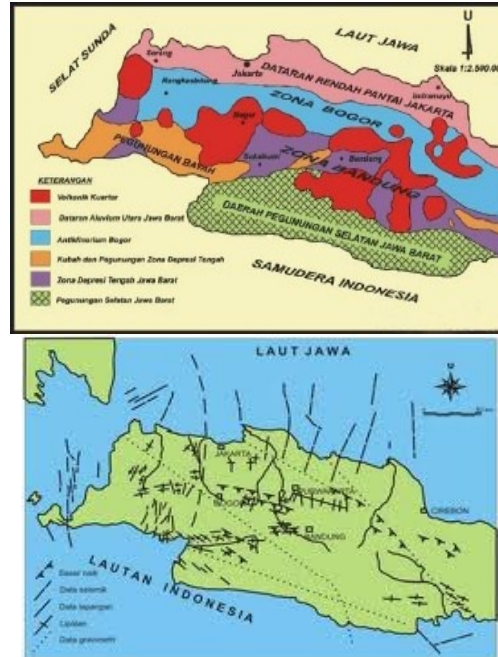 U
LAUT JAWA
SELAT SUNDA
Skala 1:2.500.00
Serang
Jakarta
DATARAN RENDAH PANTAI JAKARTA
Indramayu
Rangkasbitung
ZONA BOGOR
Bogor
PEGUNUNGAN BAYAH
Sukabumi
ZONA BANDUNG
Bandung
KETERANGAN
Volkanik Kuarter
Dataran Aluvium Utara Jawa Barat
Antiklinorium Bogor
Kubah dan Pegunungan Zona Depresi Tengah
Zona Depresi Tengah Jawa Barat
Pegunungan Selatan Jawa Barat
DAERAH PEGUNUNGAN SELATAN JAWA BARAT
SAMUDERA INDONESIA
LAUT JAWA
U
JAKARTA
BOGOR
PURWAKARTA
CIREBON
BANDUNG
LAUTAN INDONESIA
Sesar naik
Data seismik
Data lapangan
Lipatan
Data gravimetri